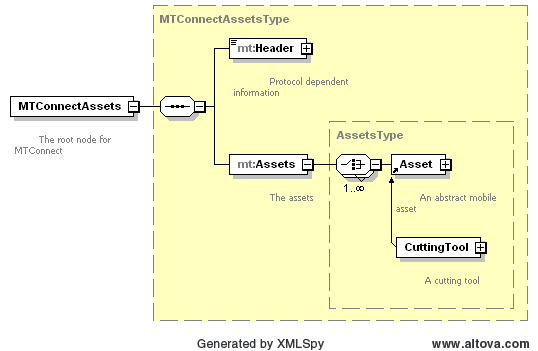 MTConnectAssetsType
mt:Header
Protocol dependent
information
MTConnectAssets
The root node for
MTConnect
AssetsType
mt:Assets
The assets
1..∞
Asset
An abstract mobile
asset
CuttingTool
A cutting tool
Generated by XMLSpy
www.altova.com